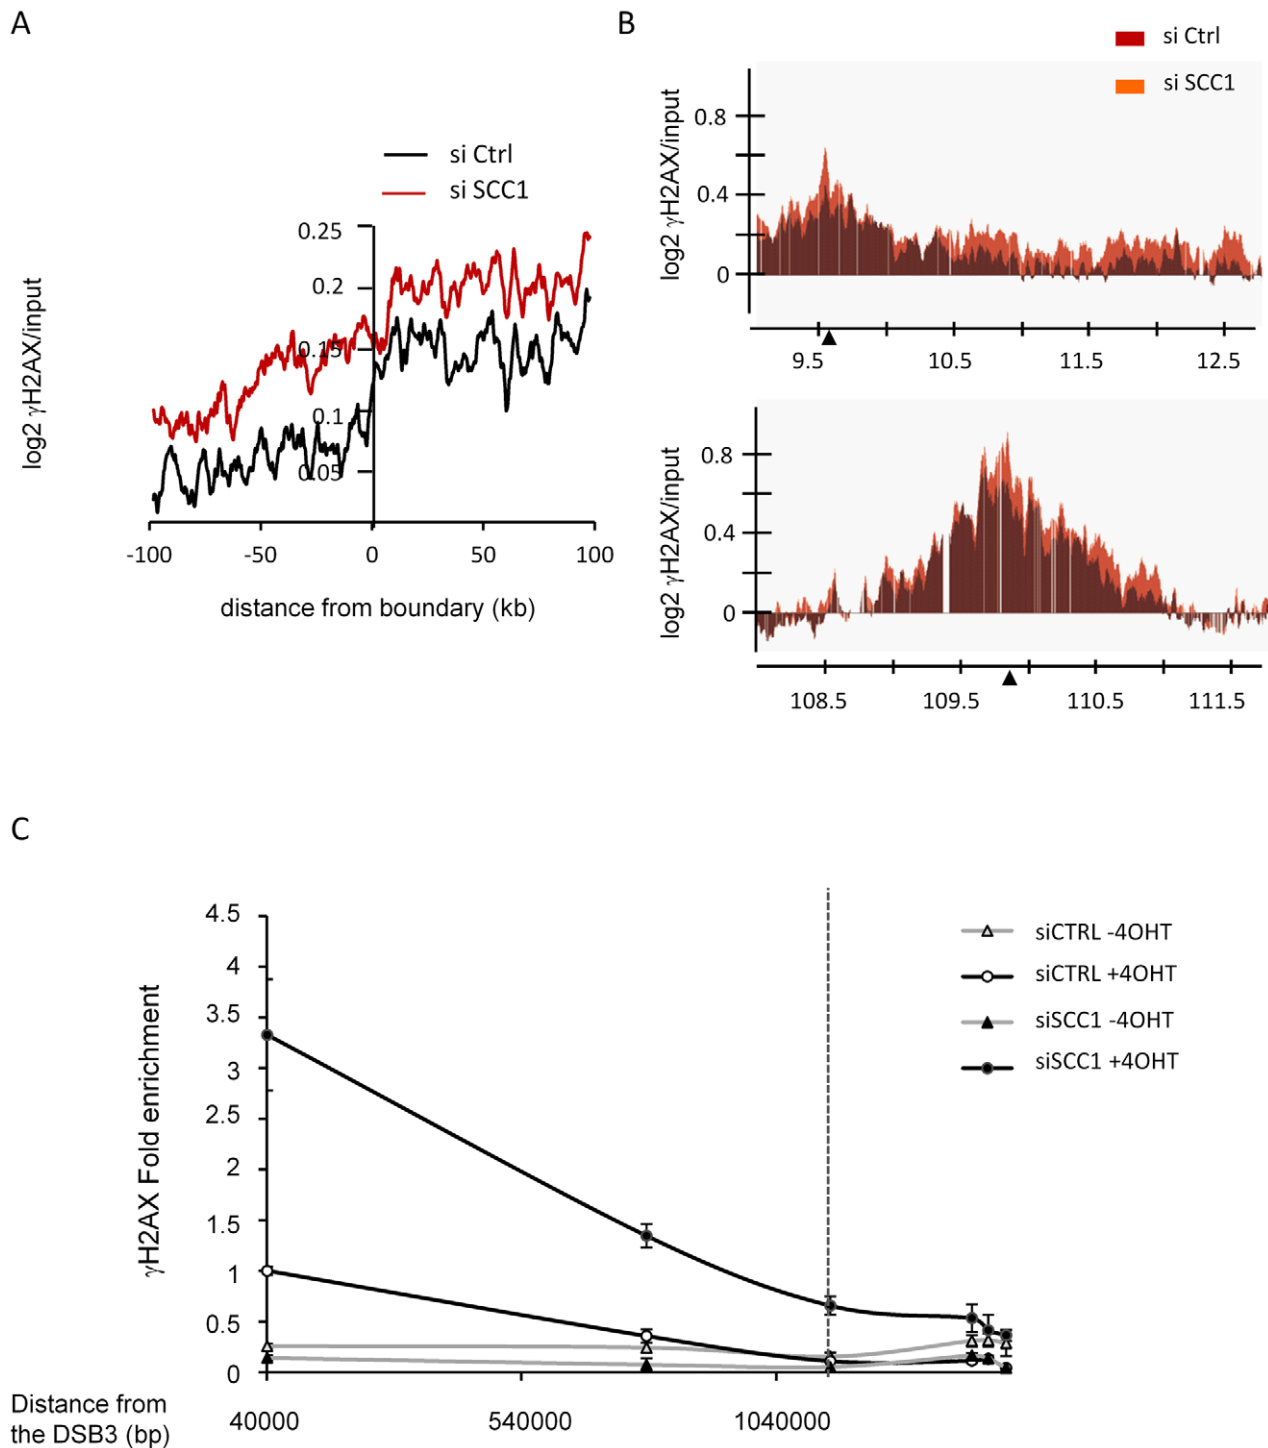 A
si Ctrl
si SCC1
log2 γH2AX/input
0.25
0.2
0.15
0.1
0.05
-100
-50
0
50
100
distance from boundary (kb)
B
si Ctrl
si SCC1
log2 γH2AX/input
0.8
0.4
0
9.5
10.5
11.5
12.5
log2 γH2AX/input
0.8
0.4
0
108.5
109.5
110.5
111.5
C
γH2AX Fold enrichment
4.5
4
3.5
3
2.5
2
1.5
1
0.5
0
siCTRL -4OHT
siCTRL +4OHT
siSCC1 -4OHT
siSCC1 +4OHT
Distance from
the DSB3 (bp)
40000
540000
1040000